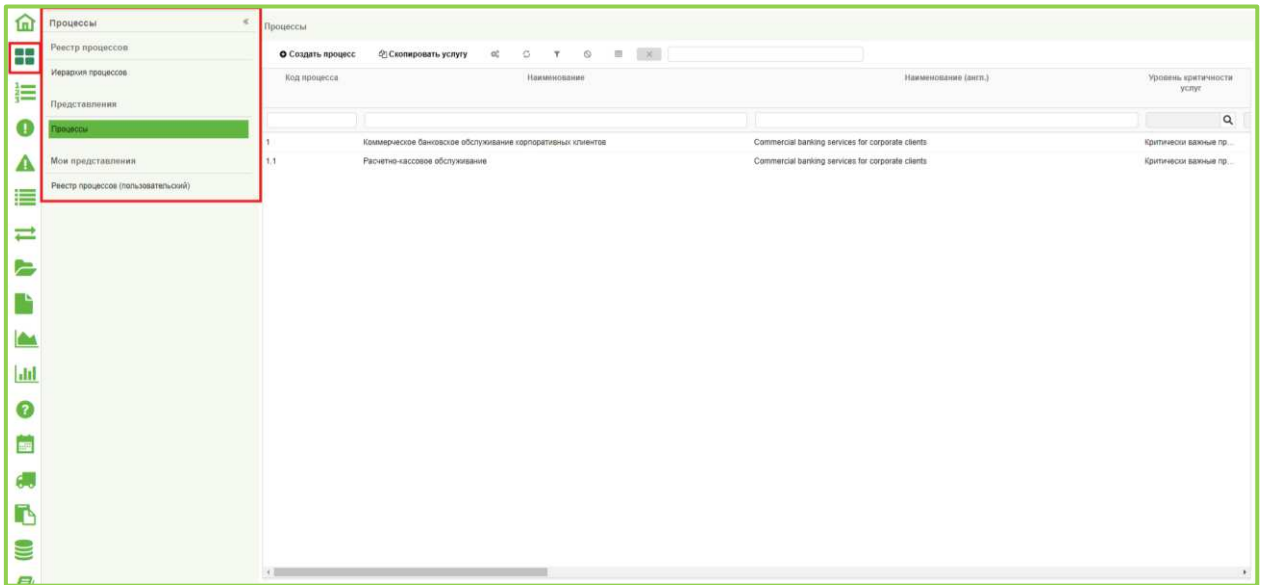 Процессы
Реестр процессов
Иерархия процессов
Представления
Процессы
Мои представления
Реестр процессов (пользовательский)
Процессы
Создать процесс Скопировать услугу
Код процесса Наименование Наименование (англ.) Уровень критичности
услуг
1 Коммерческое банковское обслуживание корпоративных клиентов Commercial banking services for corporate clients Критически важные пр...
1.1 Расчетно-кассовое обслуживание Commercial banking services for corporate clients Критически важные пр...